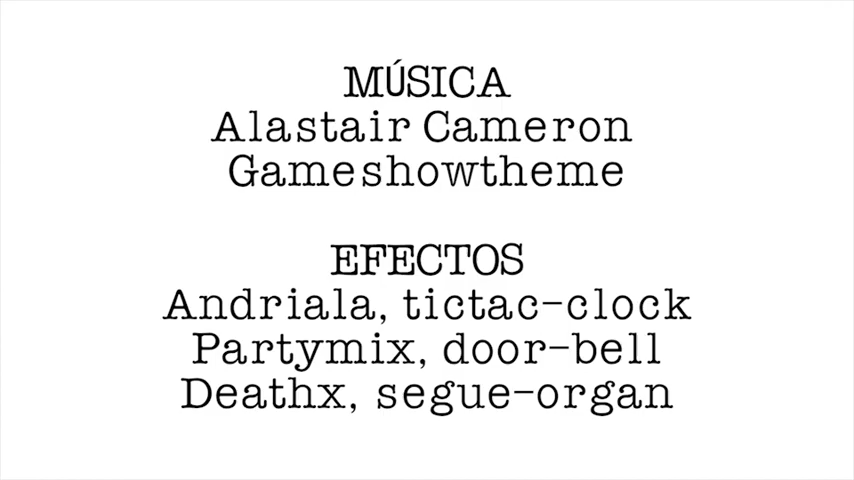 MÚSICA
Alastair Cameron
Gameshowtheme
EFECTOS
Andriala, tictac-clock
Partymix, door-bell
Deathx, segue-organ